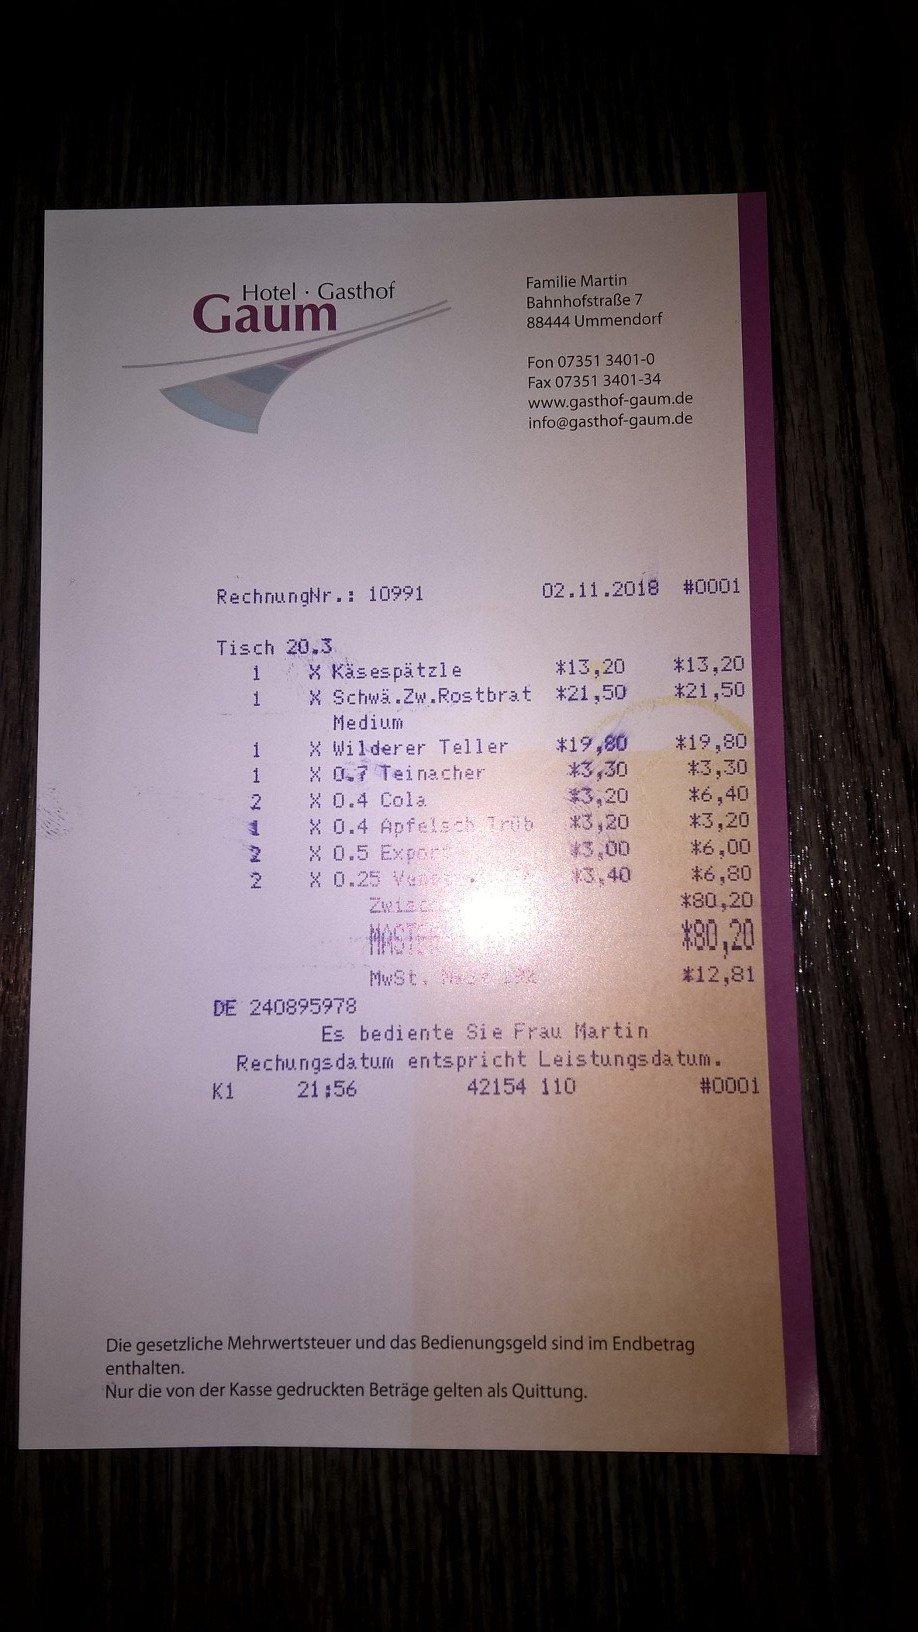 Hotel · Gasthof
Gaum
Familie Martin
Bahnhofstraße 7
88444 Ummendorf
Fon 07351 3401-0
Fax 07351 3401-34
www.gasthof-gaum.de
info@gasthof-gaum.de
RechnungNr.: 10991 02.11.2018 #0001
Tisch 20.3
1 X Käsespätzle *13,20 *13,20
1 X Schwä.Zw.Rostbrat *21,50 *21,50
Medium
1 X Wilderer Teller *19,80 *19,80
1 X 0.7 Teinacher *3,30 *3,30
2 X 0.4 Cola *3,20 *6,40
1 X 0.4 Apfelsch Trüb *3,20 *3,20
2 X 0.5 Export *3,00 *6,00
2 X 0.25 *3,40 *6,80
*80,20
*80,20
MwSt. 19% *12,81
DE 240895978
Es bediente Sie Frau Martin
Rechungsdatum entspricht Leistungsdatum.
K1 21:56 42154 110 #0001
Die gesetzliche Mehrwertsteuer und das Bedienungsgeld sind im Endbetrag
enthalten.
Nur die von der Kasse gedruckten Beträge gelten als Quittung.